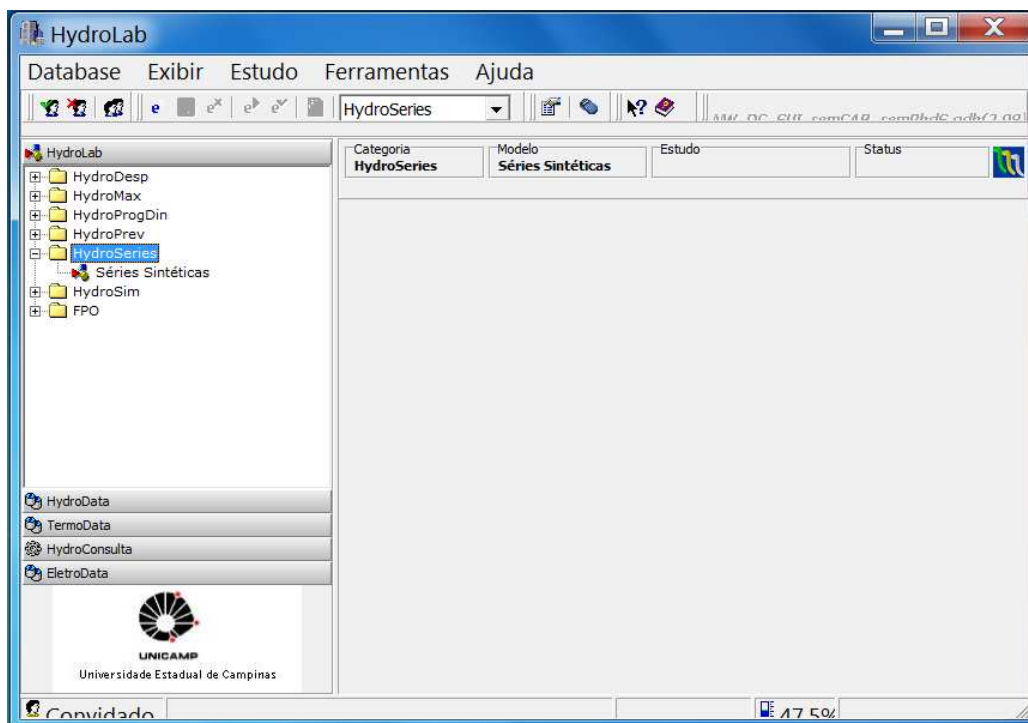 HydroLab
Database Exibir Estudo Ferramentas Ajuda
HydroSeries
HydroLab
HydroDesp
HydroMax
HydroProgDin
HydroPrev
HydroSeries
Séries Sintéticas
HydroSim
FPO
HydroData
TermoData
HydroConsulta
EletroData
UNICAMP
Universidade Estadual de Campinas
Categoria Modelo Estudo Status
HydroSeries Séries Sintéticas
Convidado 47.5%